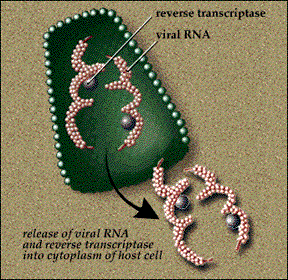 reverse transcriptase
viral RNA
release of viral RNA
and reverse transcriptase
into cytoplasm of host cell